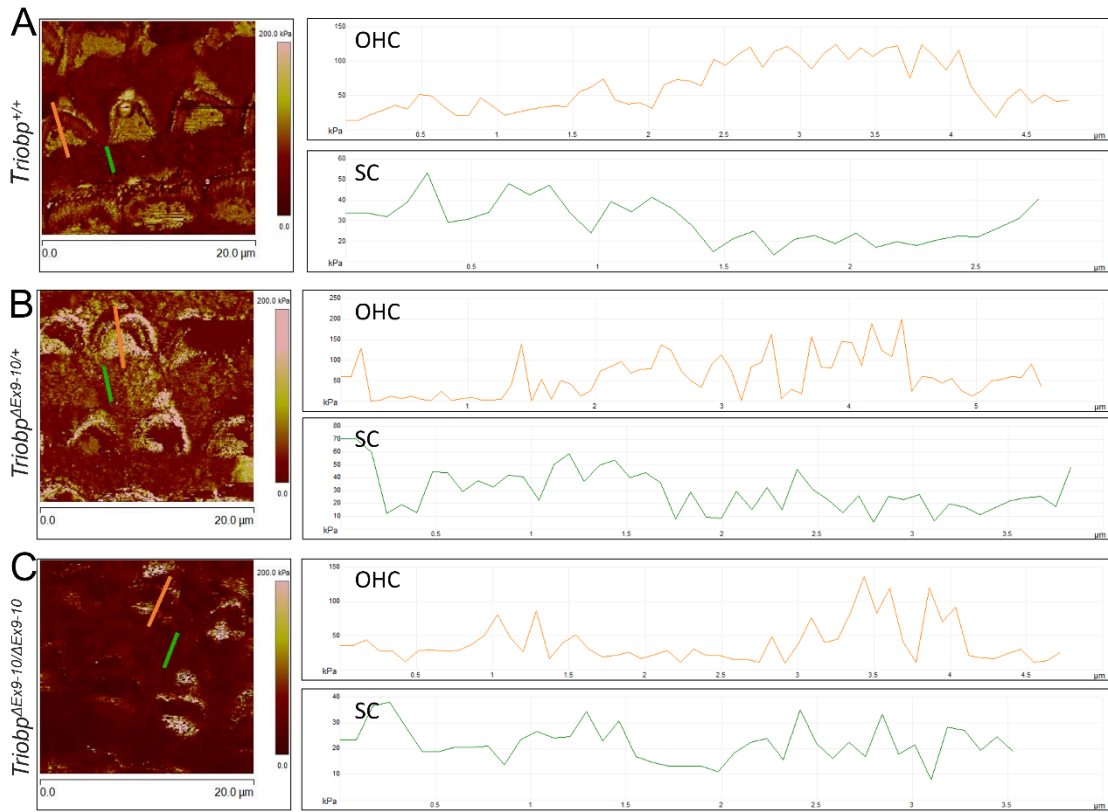 A
Triobp+/+
200.0 kPa
0.0
0.0 20.0 µm
OHC
150
100
50
kPa
0.5 1 1.5 2 2.5 3 3.5 4 4.5 µm
SC
60
50
40
30
20
kPa
0.5 1 1.5 2 2.5 µm
B
TriobpΔEx9-10/+
200.0 kPa
0.0
0.0 20.0 µm
OHC
250
200
150
100
50
kPa
1 2 3 4 5 µm
SC
80
70
60
50
40
30
20
10
kPa
0.5 1 1.5 2 2.5 3 3.5 µm
C
TriobpΔEx9-10/ΔEx9-10
200.0 kPa
0.0
0.0 20.0 µm
OHC
150
100
50
kPa
0.5 1 1.5 2 2.5 3 3.5 4 4.5 µm
SC
40
30
20
10
kPa
0.5 1 1.5 2 2.5 3 3.5 µm